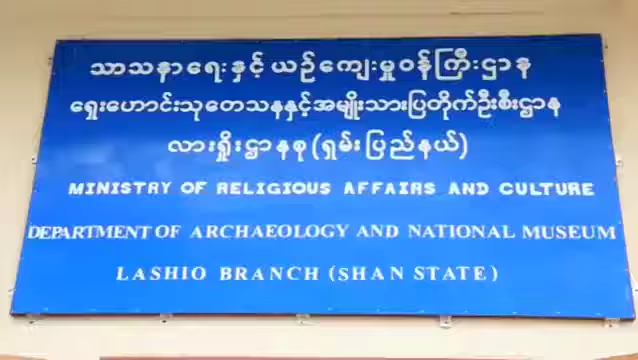 သာသနာရေးနှင့် ယဉ်ကျေးမှုဝန်ကြီးဌာန
ရှေးဟောင်းသုတေသနနှင့်အမျိုးသားပြတိုက်ဦးစီးဌာန
လားရှိုးဌာနစု(ရှမ်းပြည်နယ်)
MINISTRY OF RELIGIOUS AFFAIRS AND CULTURE
DEPARTMENT OF ARCHAEOLOGY AND NATIONAL MUSEUM
LASHIO BRANCH (SHAN STATE)